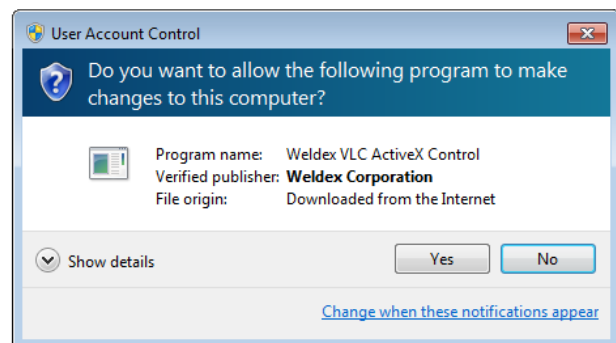 User Account Control
Do you want to allow the following program to make
changes to this computer?
Program name: Weldex VLC ActiveX Control
Verified publisher: Weldex Corporation
File origin: Downloaded from the Internet
Show details
Yes
No
Change when these notifications appear